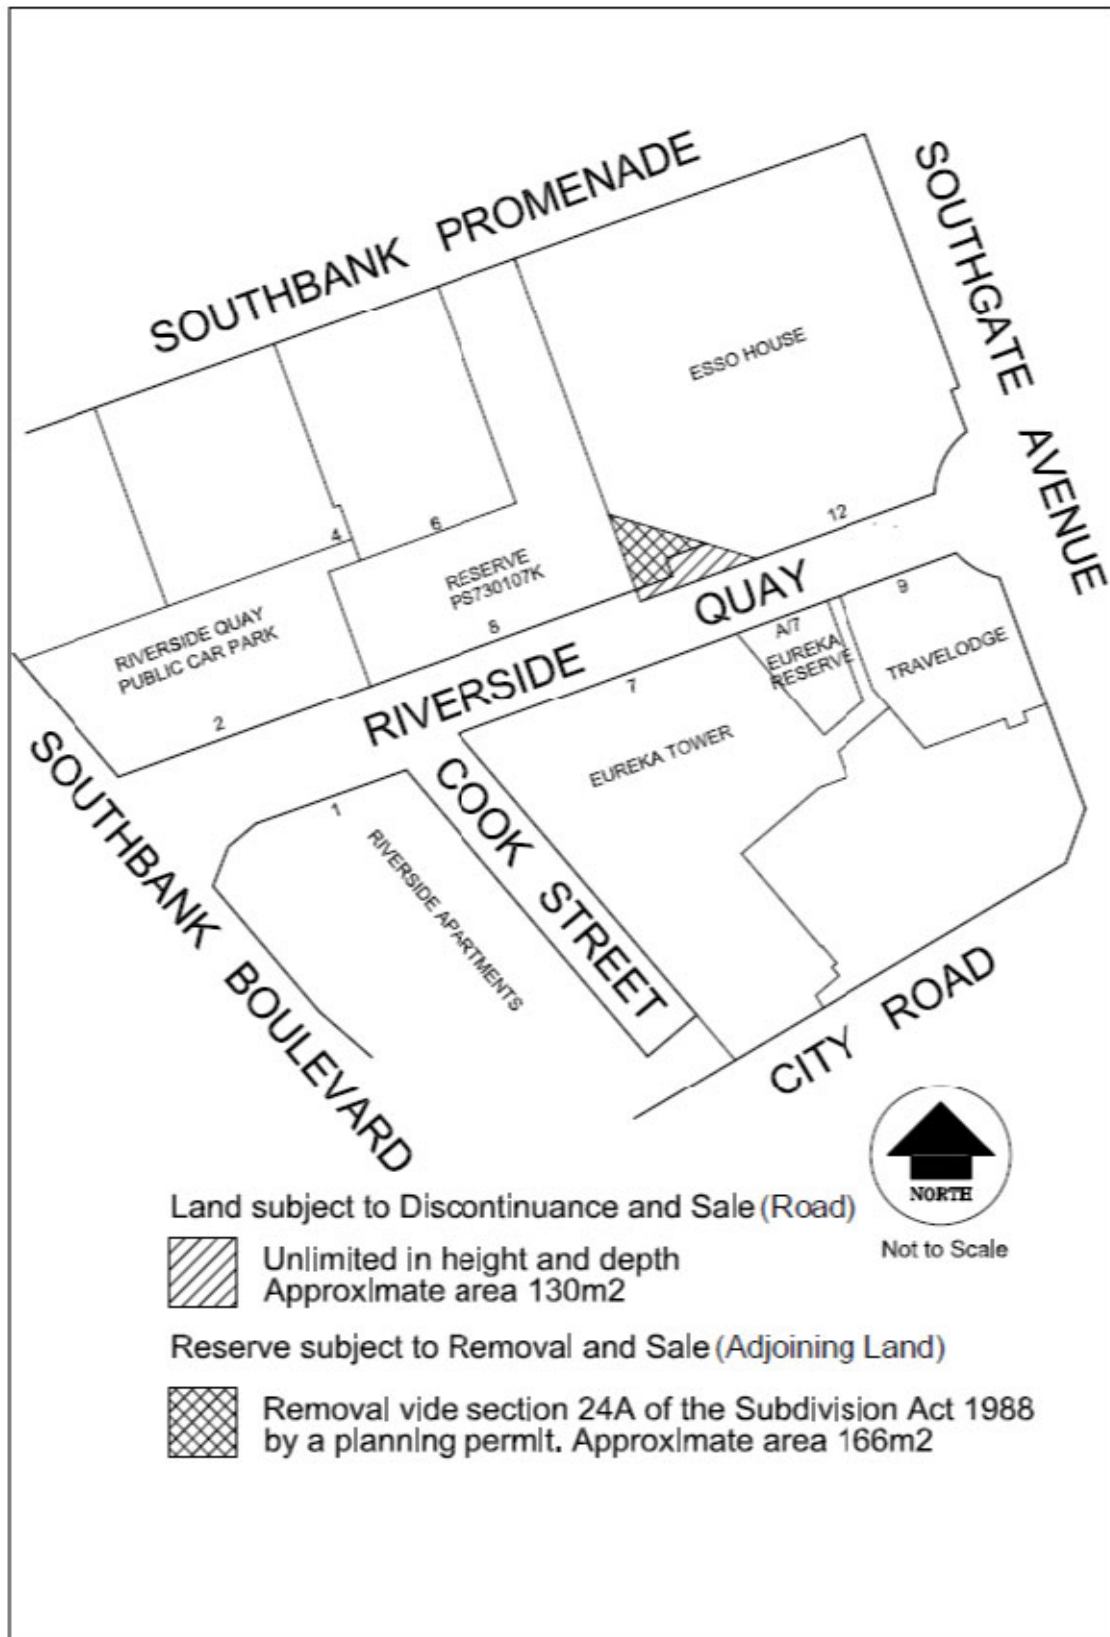 SOUTHBANK PROMENADE
SOUTHGATE AVENUE
ESSO HOUSE
12
4
6
RESERVE
PS730107K
8
RIVERSIDE QUAY
PUBLIC CAR PARK
2
RIVERSIDE QUAY
A/7
EUREKA
RESERVE
9
TRAVELODGE
7
EUREKA TOWER
COOK STREET
1
RIVERSIDE APARTMENTS
SOUTHBANK BOULEVARD
CITY ROAD
NORTH
Not to Scale
Land subject to Discontinuance and Sale (Road)
Unlimited in height and depth
Approximate area 130m2
Reserve subject to Removal and Sale (Adjoining Land)
Removal vide section 24A of the Subdivision Act 1988
by a planning permit. Approximate area 166m2